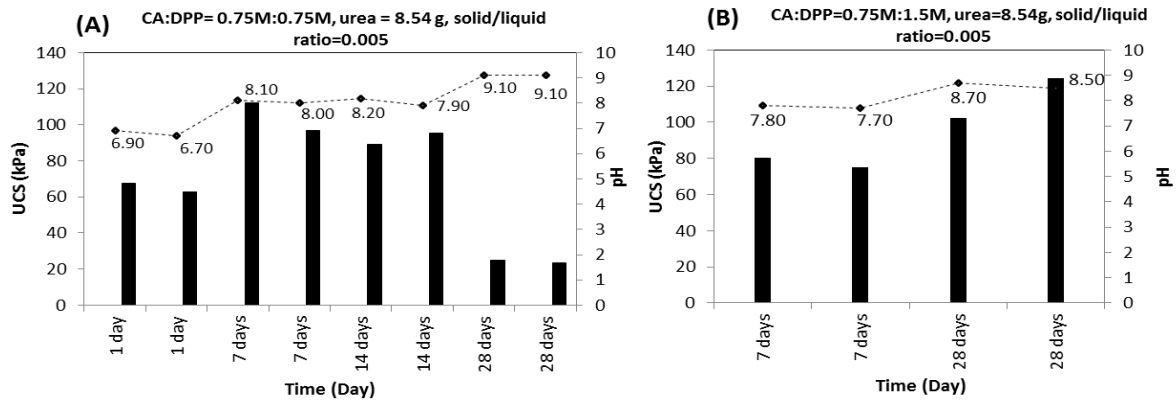 (A)
CA:DPP= 0.75M:0.75M, urea = 8.54 g, solid/liquid
ratio=0.005
UCS (kPa)
140
120
100
80
60
40
20
0
6.90
6.70
8.10
8.00
8.20
7.90
9.10
9.10
10
9
8
7
6
5
4
3
2
1
0
pH
1 day
1 day
7 days
7 days
14 days
14 days
28 days
28 days
Time (Day)
(B)
CA:DPP=0.75M:1.5M, urea=8.54g, solid/liquid
ratio=0.005
UCS (kPa)
140
120
100
80
60
40
20
0
7.80
7.70
8.70
8.50
10
9
8
7
6
5
4
3
2
1
0
pH
7 days
7 days
28 days
28 days
Time (Day)